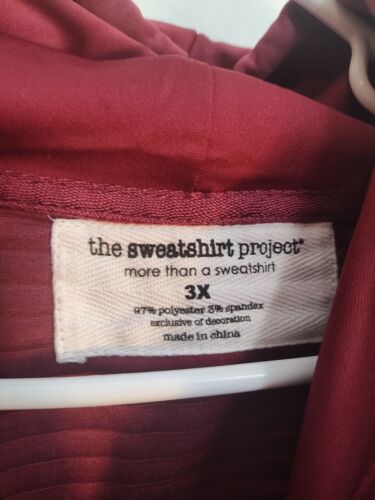 the sweatshirt project®
more than a sweatshirt
3X
97% polyester 3% spandex
exclusive of decoration
made in china